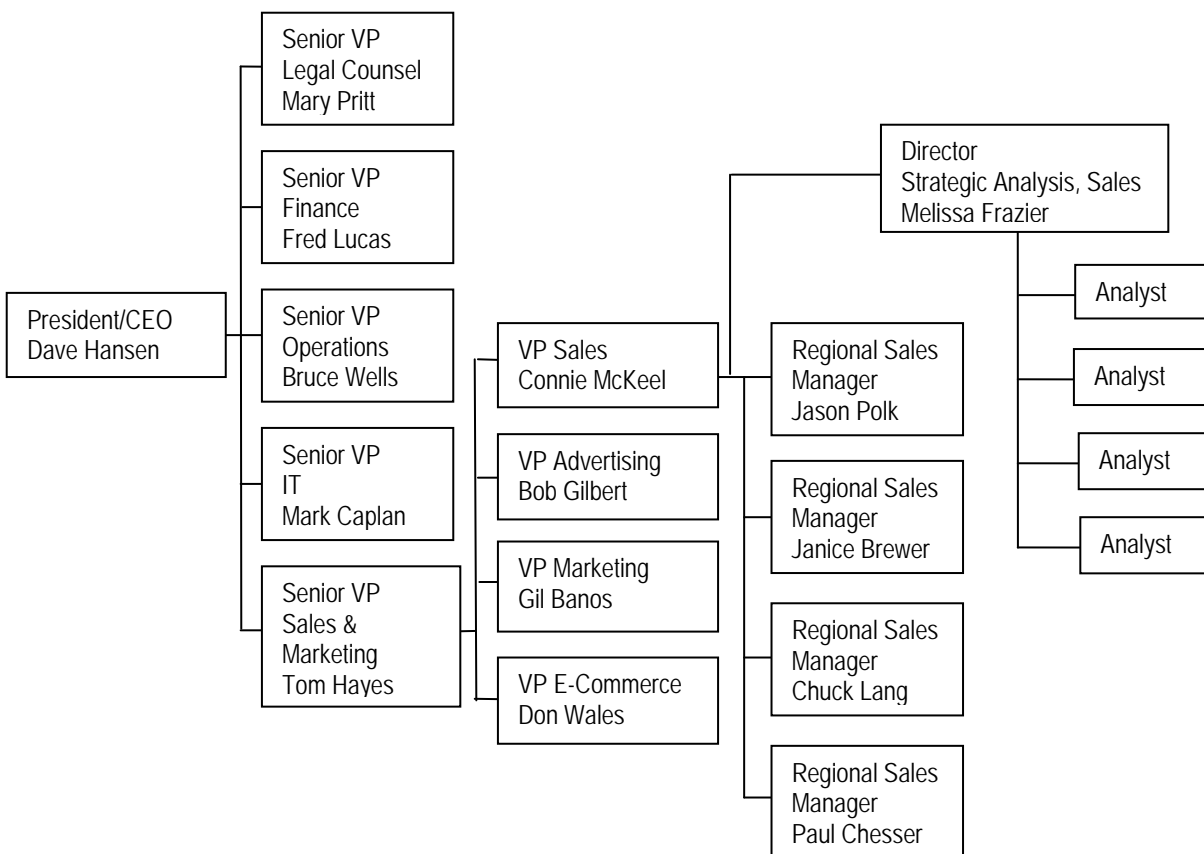 President/CEO
Dave Hansen
Senior VP
Legal Counsel
Mary Pritt
Senior VP
Finance
Fred Lucas
Senior VP
Operations
Bruce Wells
Senior VP
IT
Mark Caplan
Senior VP
Sales &
Marketing
Tom Hayes
VP Sales
Connie McKeel
VP Advertising
Bob Gilbert
VP Marketing
Gil Banos
VP E-Commerce
Don Wales
Director
Strategic Analysis, Sales
Melissa Frazier
Regional Sales
Manager
Jason Polk
Regional Sales
Manager
Janice Brewer
Regional Sales
Manager
Chuck Lang
Regional Sales
Manager
Paul Chesser
Analyst
Analyst
Analyst
Analyst